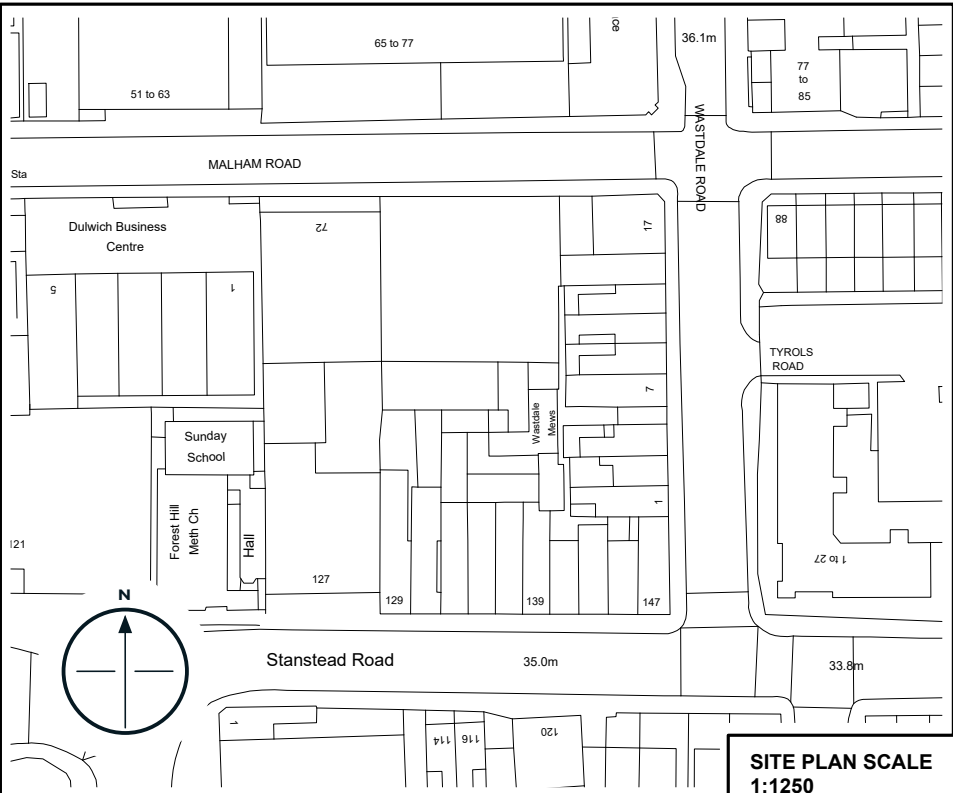 ice
36.1m
65 to 77
51 to 63
77
to
85
WASTDALE ROAD
MALHAM ROAD
Sta
72
17
88
Dulwich Business
Centre
5
1
TYROLS
ROAD
7
Wastdale
Mews
Sunday
School
1
Forest Hill
Meth Ch
Hall
121
1 to 27
127
129
139
147
N
Stanstead Road
35.0m
33.8m
1
114
116
120
SITE PLAN SCALE
1:1250